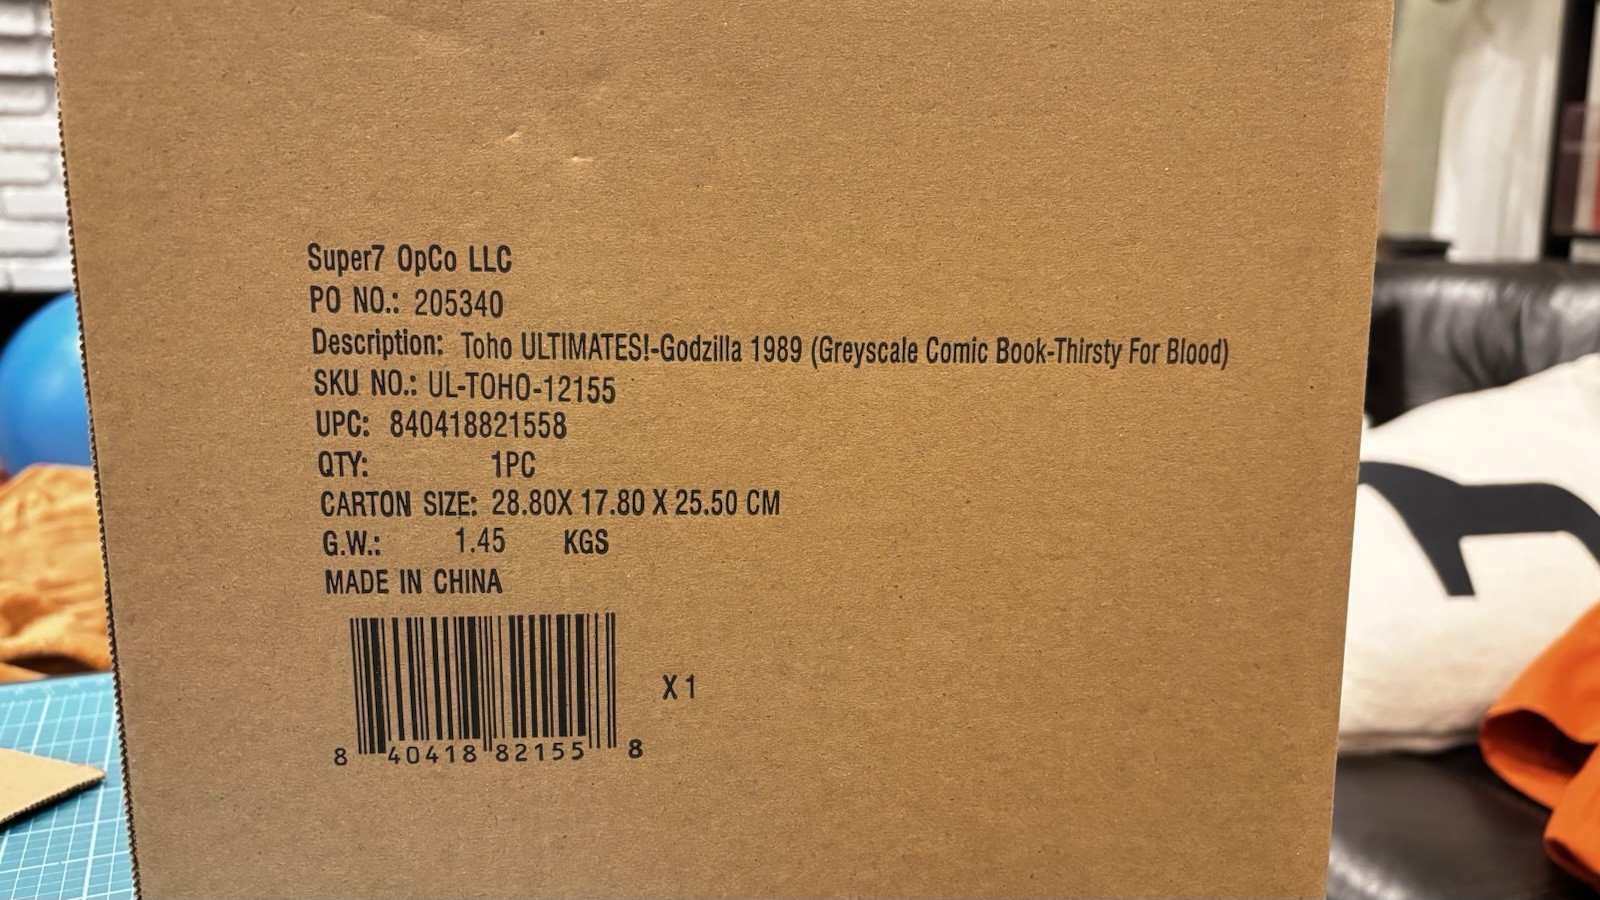 Super7 OpCo LLC
PO NO.: 205340
Description: Toho ULTIMATES!-Godzilla 1989 (Greyscale Comic Book-Thirsty For Blood)
SKU NO.: UL-TOHO-12155
UPC: 840418821558
QTY: 1PC
CARTON SIZE: 28.80X 17.80 X 25.50 CM
G.W.: 1.45 KGS
MADE IN CHINA
X 1
8 40418 82155 8